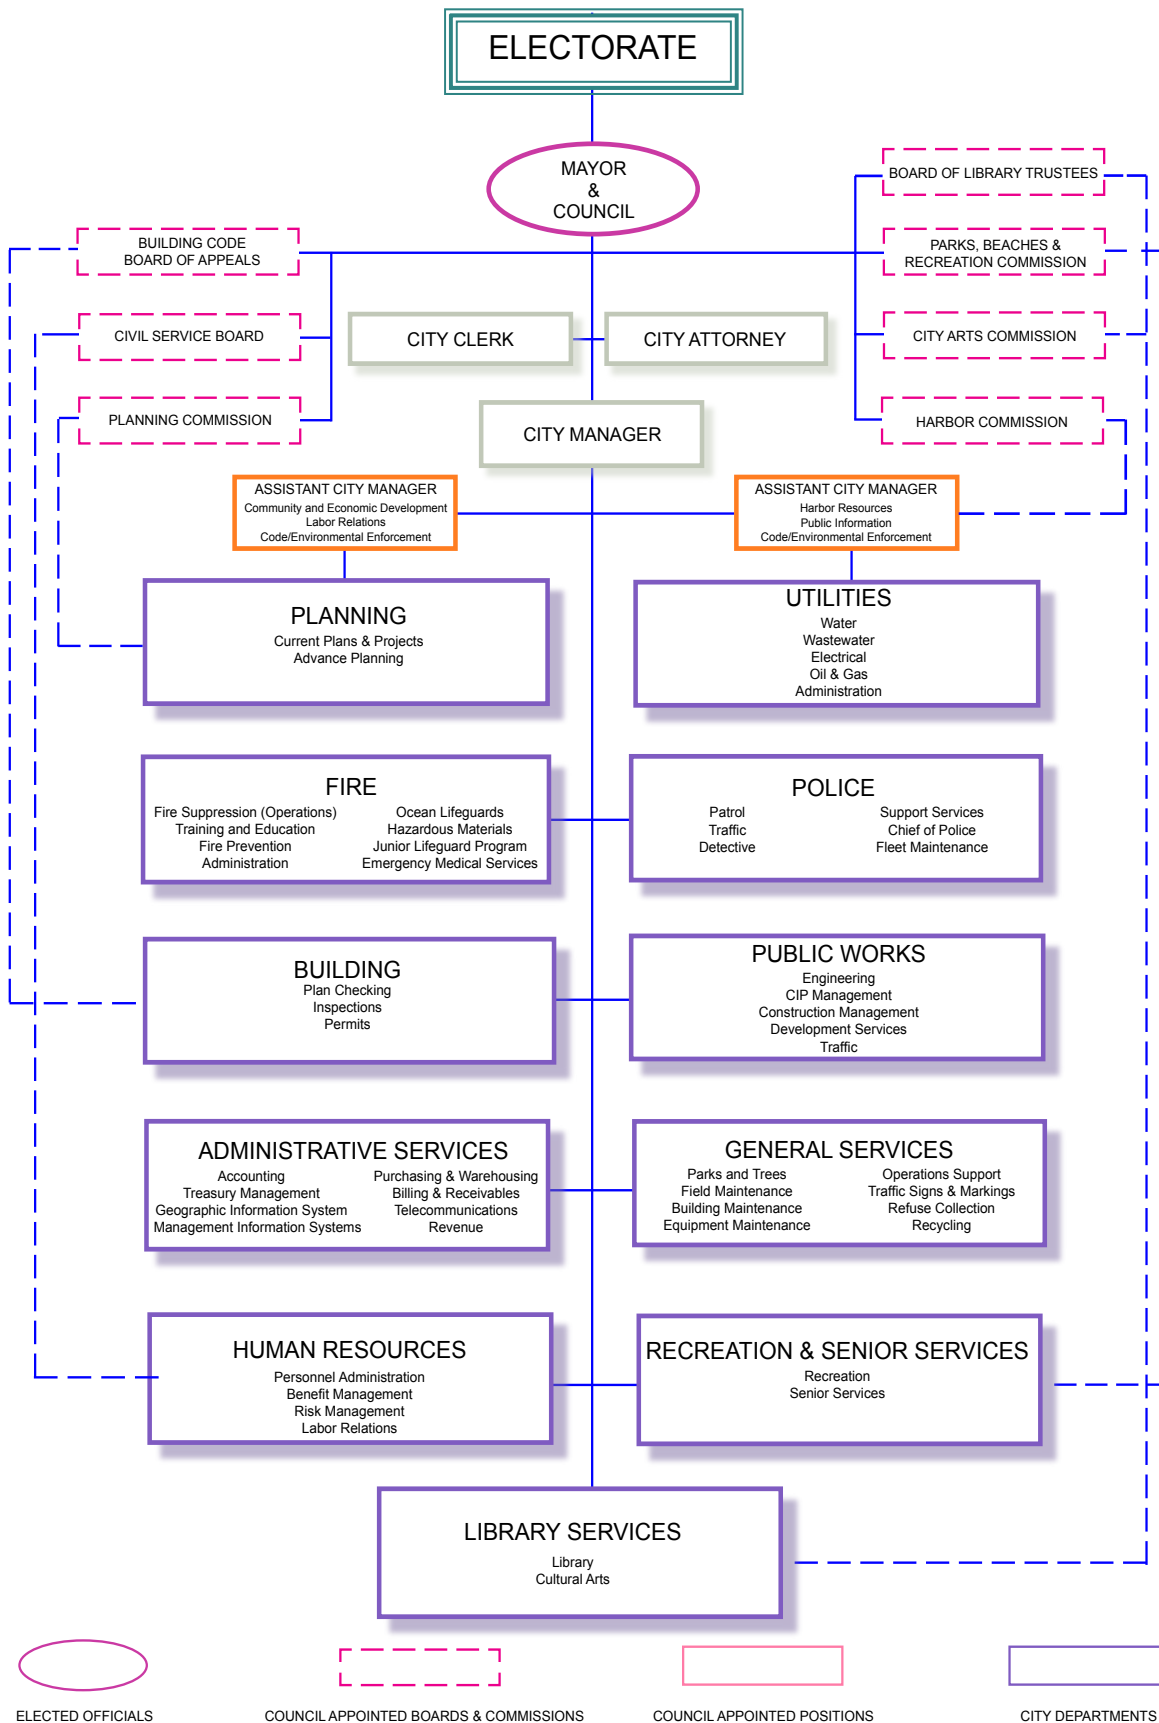 ELECTORATE
MAYOR
&
COUNCIL
BUILDING CODE
BOARD OF APPEALS
CIVIL SERVICE BOARD
PLANNING COMMISSION
BOARD OF LIBRARY TRUSTEES
PARKS, BEACHES &
RECREATION COMMISSION
CITY ARTS COMMISSION
HARBOR COMMISSION
CITY CLERK
CITY ATTORNEY
CITY MANAGER
ASSISTANT CITY MANAGER
Community and Economic Development
Labor Relations
Code/Environmental Enforcement
ASSISTANT CITY MANAGER
Harbor Resources
Public Information
Code/Environmental Enforcement
PLANNING
Current Plans & Projects
Advance Planning
UTILITIES
Water
Wastewater
Electrical
Oil & Gas
Administration
FIRE
Fire Suppression (Operations)
Training and Education
Fire Prevention
Administration
Ocean Lifeguards
Hazardous Materials
Junior Lifeguard Program
Emergency Medical Services
POLICE
Patrol
Traffic
Detective
Support Services
Chief of Police
Fleet Maintenance
BUILDING
Plan Checking
Inspections
Permits
PUBLIC WORKS
Engineering
CIP Management
Construction Management
Development Services
Traffic
ADMINISTRATIVE SERVICES
Accounting
Treasury Management
Geographic Information System
Management Information Systems
Purchasing & Warehousing
Billing & Receivables
Telecommunications
Revenue
GENERAL SERVICES
Parks and Trees
Field Maintenance
Building Maintenance
Equipment Maintenance
Operations Support
Traffic Signs & Markings
Refuse Collection
Recycling
HUMAN RESOURCES
Personnel Administration
Benefit Management
Risk Management
Labor Relations
RECREATION & SENIOR SERVICES
Recreation
Senior Services
LIBRARY SERVICES
Library
Cultural Arts
ELECTED OFFICIALS
COUNCIL APPOINTED BOARDS & COMMISSIONS
COUNCIL APPOINTED POSITIONS
CITY DEPARTMENTS